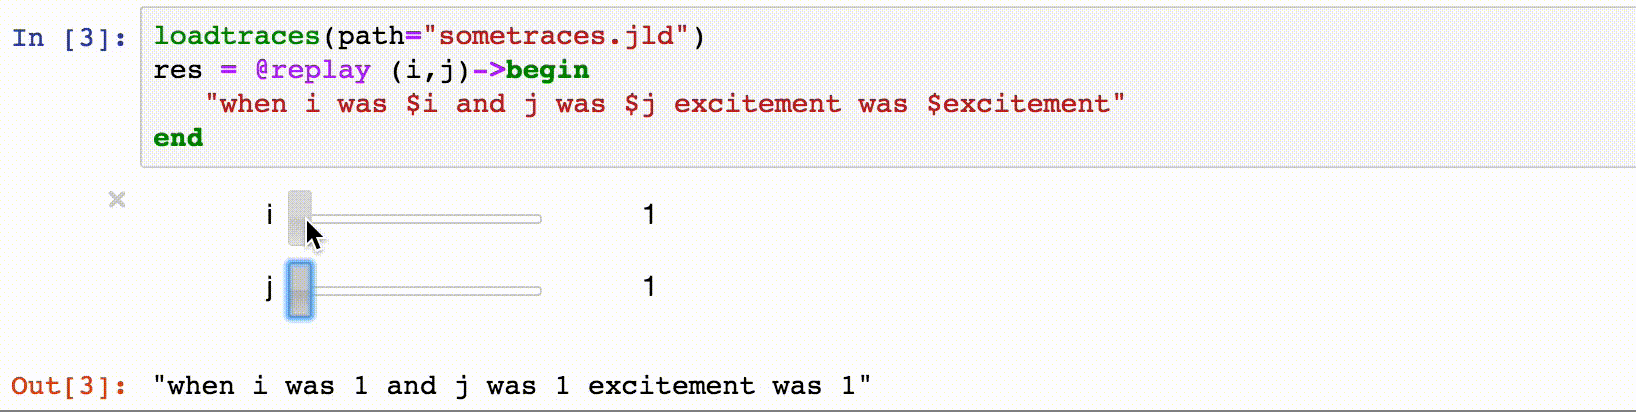 In [3]: loadtraces(path="sometraces.jld")
res = @replay (i,j)->begin
"when i was $i and j was $j excitement was $excitement"
end
×
i 1
j 1
Out[3]: "when i was 1 and j was 1 excitement was 1"